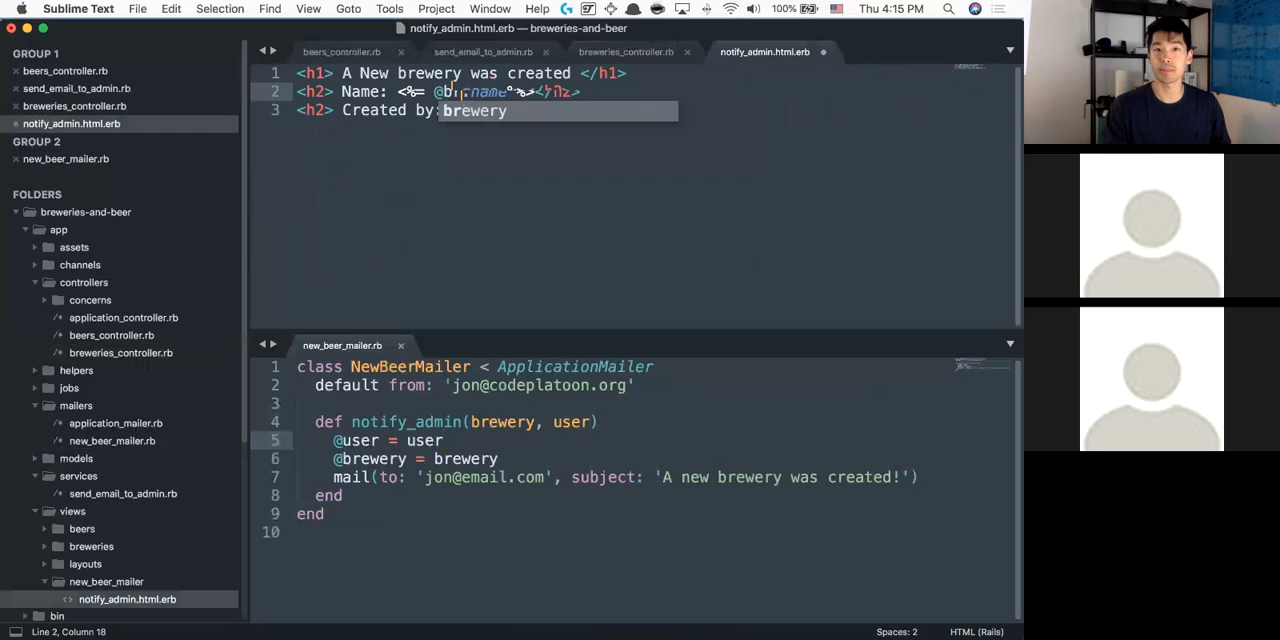 Sublime Text File Edit Selection Find View Goto Tools Project Window Help 100% Thu 4:15 PM
notify_admin.html.erb — breweries-and-beer
GROUP 1
beers_controller.rb
send_email_to_admin.rb
breweries_controller.rb
notify_admin.html.erb
GROUP 2
new_beer_mailer.rb
FOLDERS
breweries-and-beer
app
assets
channels
controllers
concerns
application_controller.rb
beers_controller.rb
breweries_controller.rb
helpers
jobs
mailers
application_mailer.rb
new_beer_mailer.rb
models
services
send_email_to_admin.rb
views
beers
breweries
layouts
new_beer_mailer
notify_admin.html.erb
bin
beers_controller.rb send_email_to_admin.rb breweries_controller.rb notify_admin.html.erb
1 <h1> A New brewery was created </h1>
2 <h2> Name: <%= @br.name %></h2>
3 <h2> Created by:
brewery
new_beer_mailer.rb
1 class NewBeerMailer < ApplicationMailer
2 default from: 'jon@codeplatoon.org'
3
4 def notify_admin(brewery, user)
5 @user = user
6 @brewery = brewery
7 mail(to: 'jon@email.com', subject: 'A new brewery was created!')
8 end
9 end
10
Line 2, Column 18 Spaces: 2 HTML (Rails)